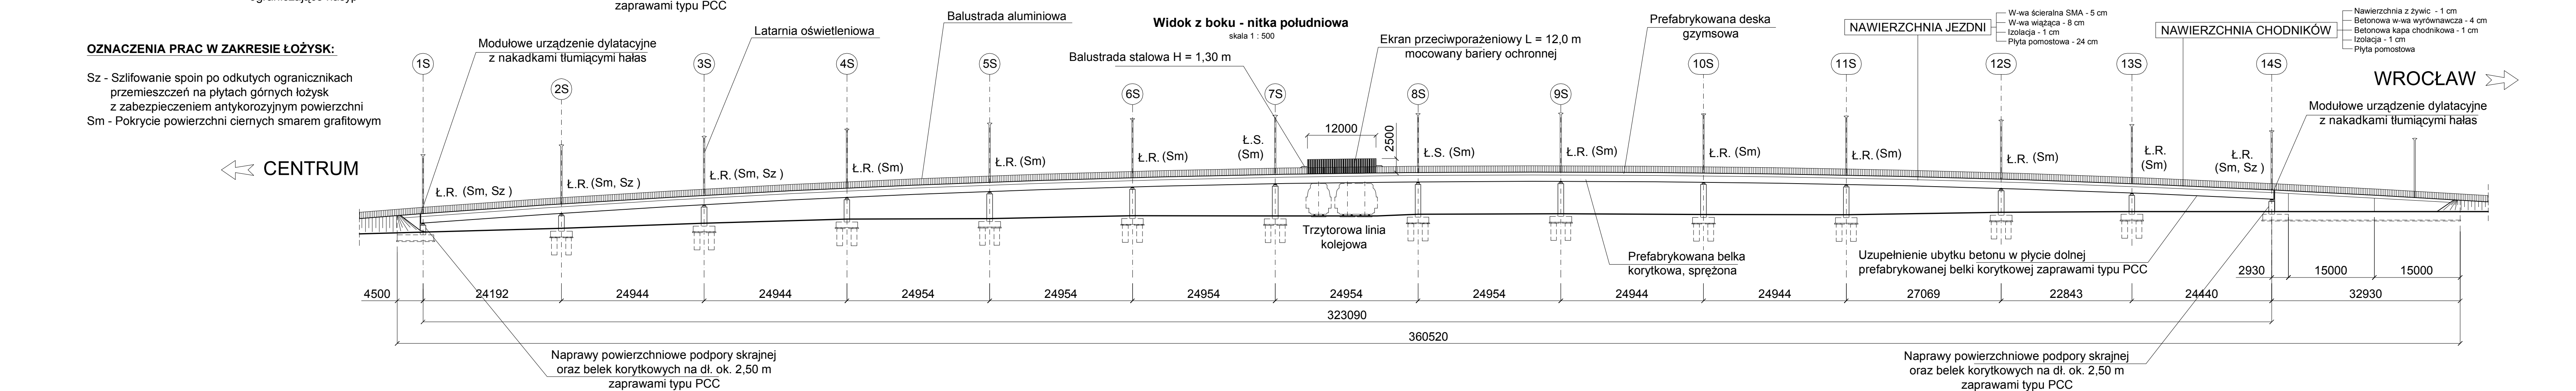 zaprawami typu PCC
Widok z boku - nitka południowa
skala 1 : 500
OZNACZENIA PRAC W ZAKRESIE ŁOŻYSK:
Sz - Szlifowanie spoin po odkutych ogranicznikach
przemieszczeń na płytach górnych łożysk
z zabezpieczeniem antykorozyjnym powierzchni
Sm - Pokrycie powierzchni ciernych smarem grafitowym
CENTRUM
WROCŁAW
Modułowe urządzenie dylatacyjne
z nakadkami tłumiącymi hałas
Latarnia oświetleniowa
Balustrada aluminiowa
Balustrada stalowa H = 1,30 m
Ekran przeciwporażeniowy L = 12,0 m
mocowany bariery ochronnej
Prefabrykowana deska
gzymsowa
NAWIERZCHNIA JEZDNI
W-wa ścieralna SMA - 5 cm
W-wa wiążąca - 8 cm
Izolacja - 1 cm
Płyta pomostowa - 24 cm
NAWIERZCHNIA CHODNIKÓW
Nawierzchnia z żywic - 1 cm
Betonowa w-wa wyrównawcza - 4 cm
Betonowa kapa chodnikowa - 1 cm
Izolacja - 1 cm
Płyta pomostowa
Modułowe urządzenie dylatacyjne
z nakadkami tłumiącymi hałas
1S
2S
3S
4S
5S
6S
7S
8S
9S
10S
11S
12S
13S
14S
12000
2500
Ł.R. (Sm, Sz )
Ł.R. (Sm, Sz )
Ł.R. (Sm, Sz )
Ł.R. (Sm)
Ł.R. (Sm)
Ł.R. (Sm)
Ł.S.
(Sm)
Ł.S. (Sm)
Ł.R. (Sm)
Ł.R. (Sm)
Ł.R. (Sm)
Ł.R. (Sm)
Ł.R.
(Sm)
Ł.R.
(Sm, Sz )
Trzytorowa linia
kolejowa
Prefabrykowana belka
korytkowa, sprężona
Uzupełnienie ubytku betonu w płycie dolnej
prefabrykowanej belki korytkowej zaprawami typu PCC
2930
15000
15000
4500
24192
24944
24944
24954
24954
24954
24954
24954
24944
24944
27069
22843
24440
32930
323090
360520
Naprawy powierzchniowe podpory skrajnej
oraz belek korytkowych na dł. ok. 2,50 m
zaprawami typu PCC
Naprawy powierzchniowe podpory skrajnej
oraz belek korytkowych na dł. ok. 2,50 m
zaprawami typu PCC